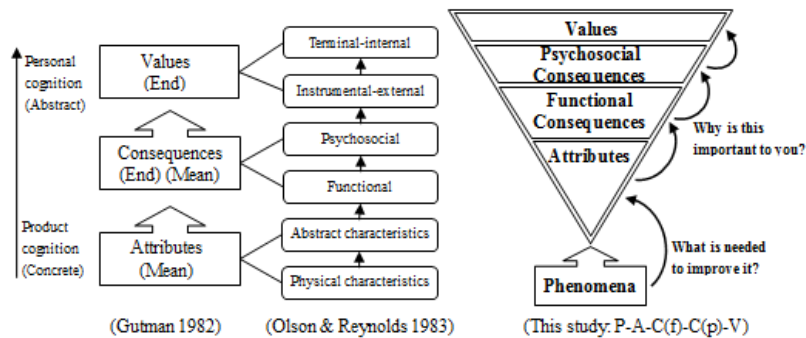 Personal
cognition
(Abstract)
Product
cognition
(Concrete)
Values
(End)
Consequences
(End) (Mean)
Attributes
(Mean)
(Gutman 1982)
Terminal-internal
Instrumental-external
Psychosocial
Functional
Abstract characteristics
Physical characteristics
(Olson & Reynolds 1983)
Values
Psychosocial
Consequences
Functional
Consequences
Attributes
Phenomena
Why is this
important to you?
What is needed
to improve it?
(This study: P-A-C(f)-C(p)-V)